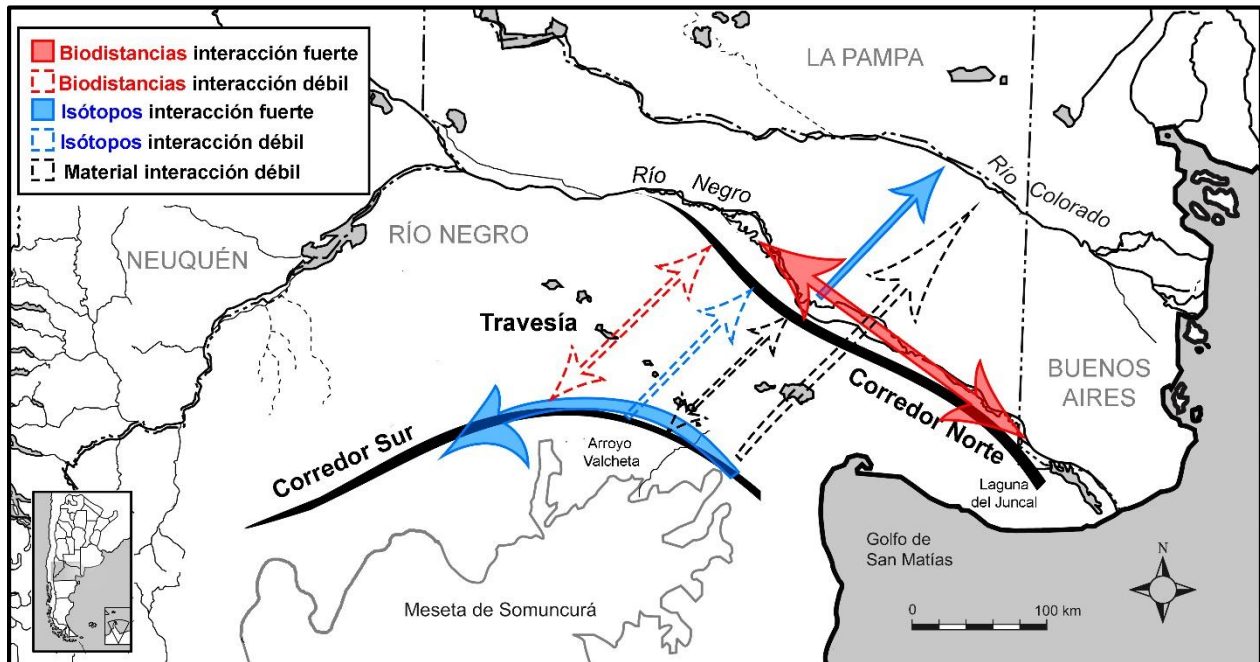 Biodistancias interacción fuerte
Biodistancias interacción débil
Isótopos interacción fuerte
Isótopos interacción débil
Material interacción débil
LA PAMPA
Río Negro
Río Colorado
NEUQUÉN
RÍO NEGRO
Travesía
BUENOS
AIRES
Corredor Norte
Corredor Sur
Arroyo
Valcheta
Laguna
del Juncal
Golfo de
San Matías
Meseta de Somuncurá
N
0 100 km